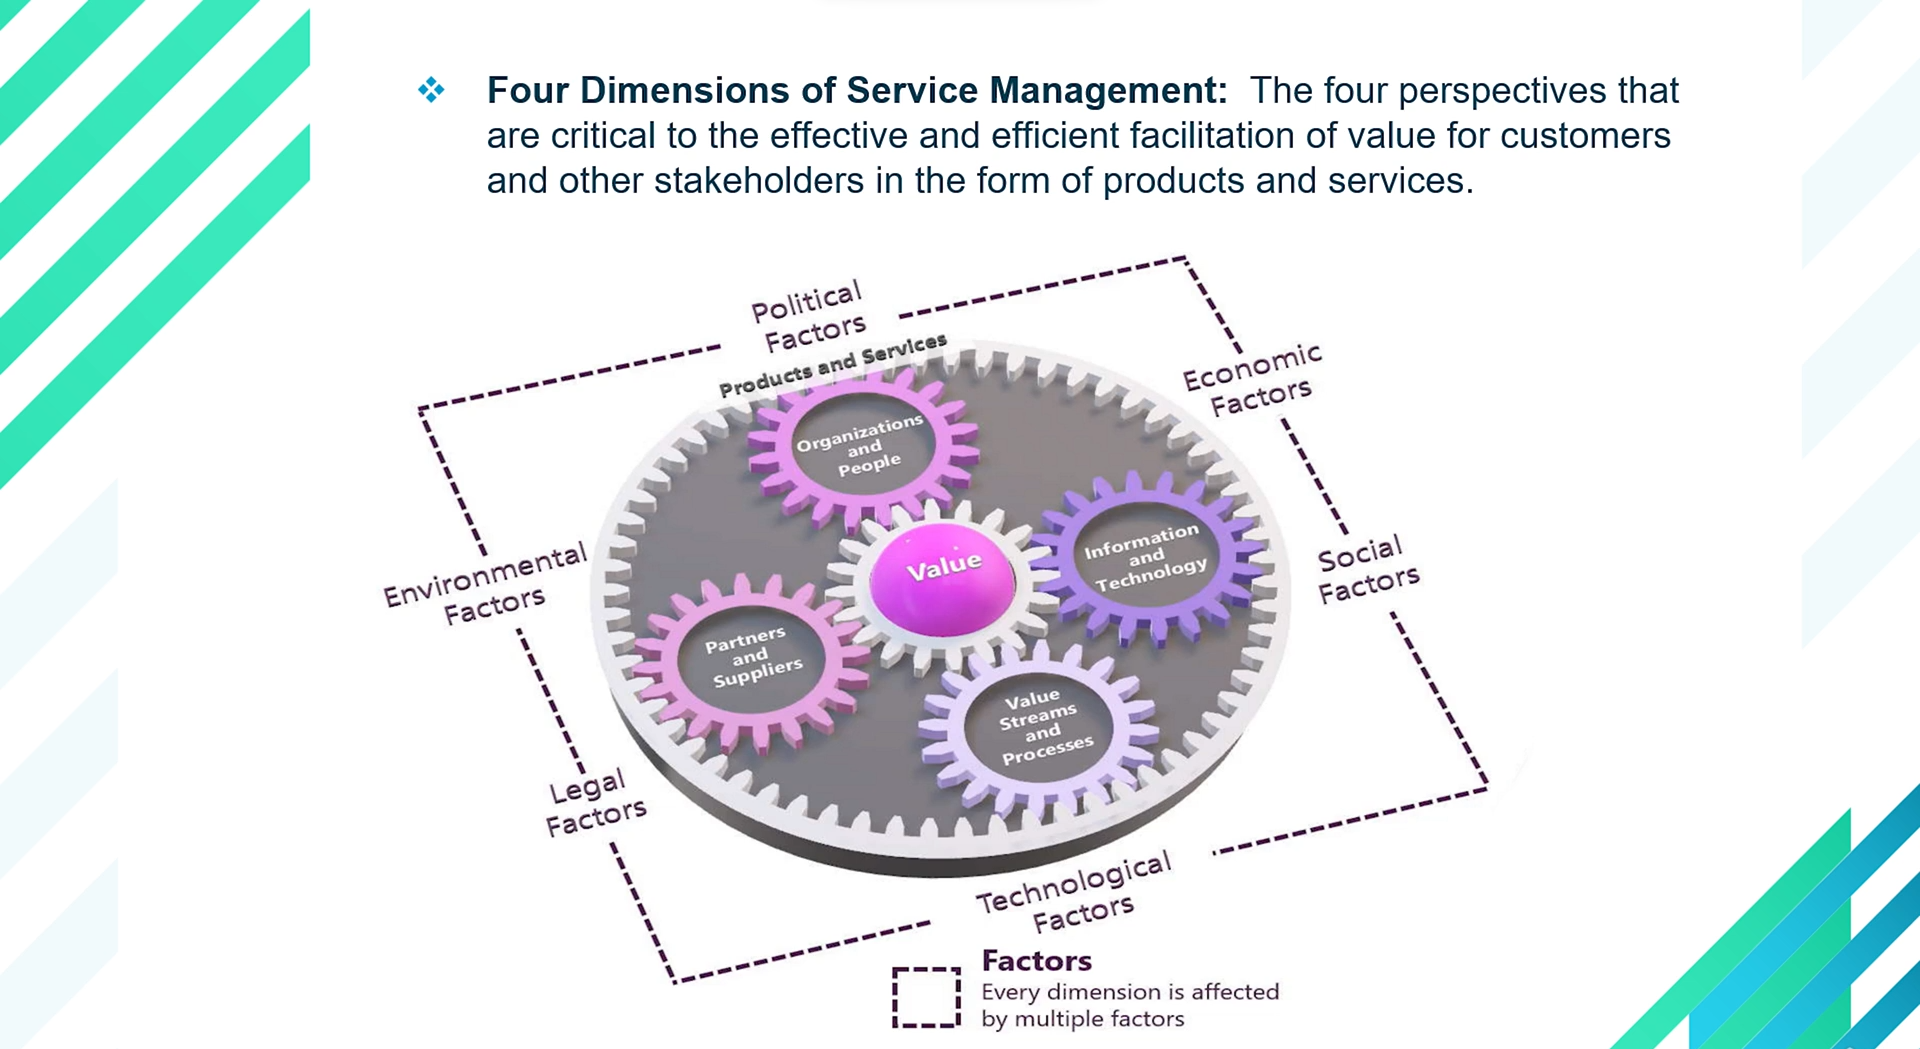 Four Dimensions of Service Management: The four perspectives that
are critical to the effective and efficient facilitation of value for customers
and other stakeholders in the form of products and services.
Political
Factors
Products and Services
Economic
Factors
Organizations
and
People
Information
and
Technology
Value
Social
Factors
Environmental
Factors
Partners
and
Suppliers
Value
Streams
and
Processes
Legal
Factors
Technological
Factors
Factors
Every dimension is affected
by multiple factors